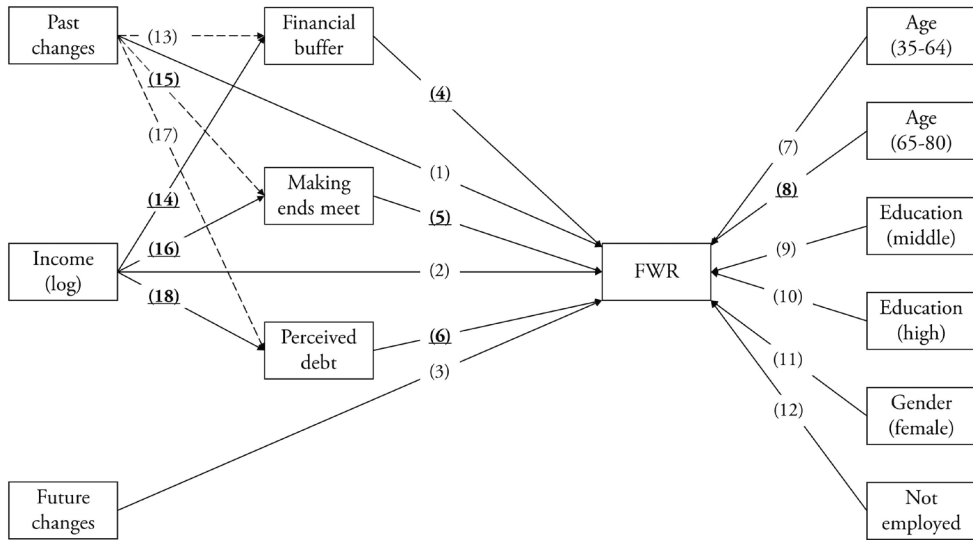 Past
changes
(13)
Financial
buffer
Age
(35-64)
(15)
(4)
(17)
Age
(65-80)
(7)
(1)
(14)
Making
ends meet
(8)
(5)
(16)
Education
(middle)
(9)
Income
(log)
(2)
FWR
(18)
(10)
Education
(high)
Perceived
debt
(6)
(3)
(11)
(12)
Gender
(female)
Future
changes
Not
employed